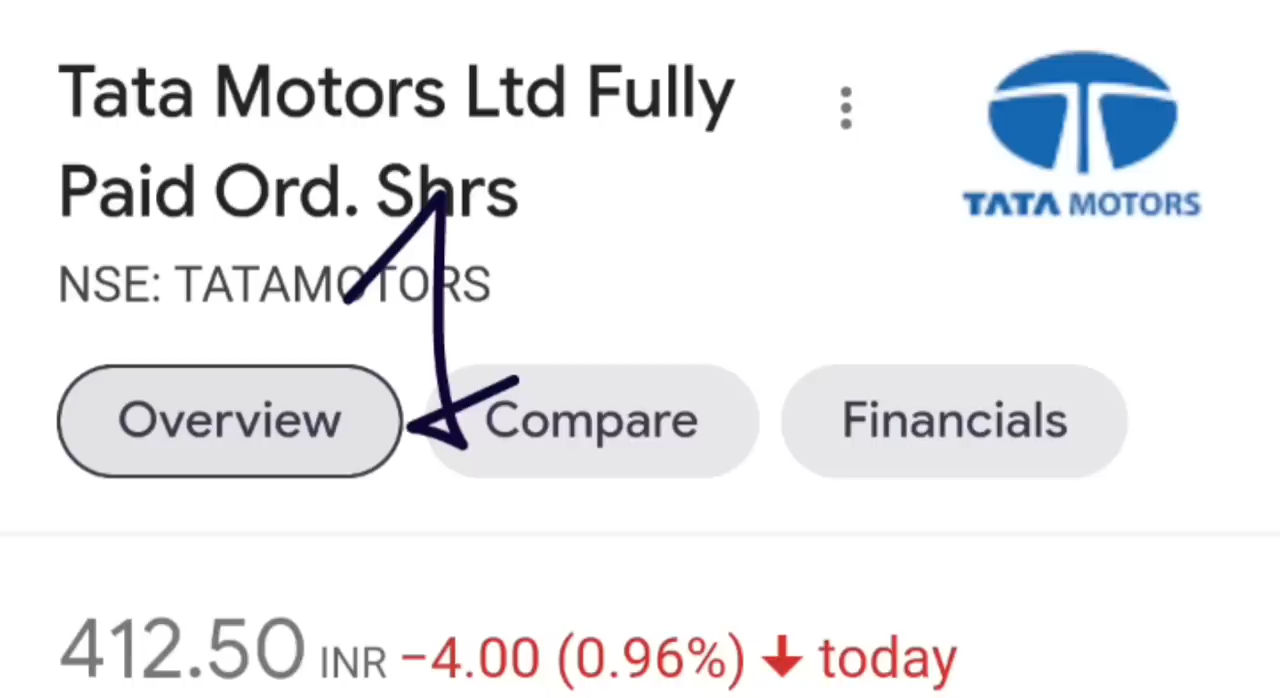 Tata Motors Ltd Fully
Paid Ord. Shrs
TATA MOTORS
NSE: TATAMOTORS
Overview
Compare
Financials
412.50 INR −4.00 (0.96%) ↓ today